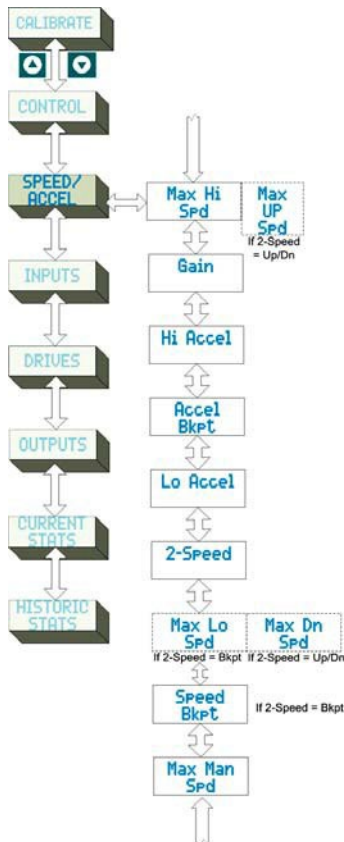 CALIBRATE
CONTROL
SPEED/
ACCEL
INPUTS
DRIVES
OUTPUTS
CURRENT
STATS
HISTORIC
STATS
Max Hi
Spd
Max
UP
Spd
If 2-Speed
= Up/Dn
Gain
Hi Accel
Accel
Bkpt
Lo Accel
2-Speed
Max Lo
Spd
If 2-Speed = Bkpt
Max Dn
Spd
If 2-Speed = Up/Dn
Speed
Bkpt
If 2-Speed = Bkpt
Max Man
Spd